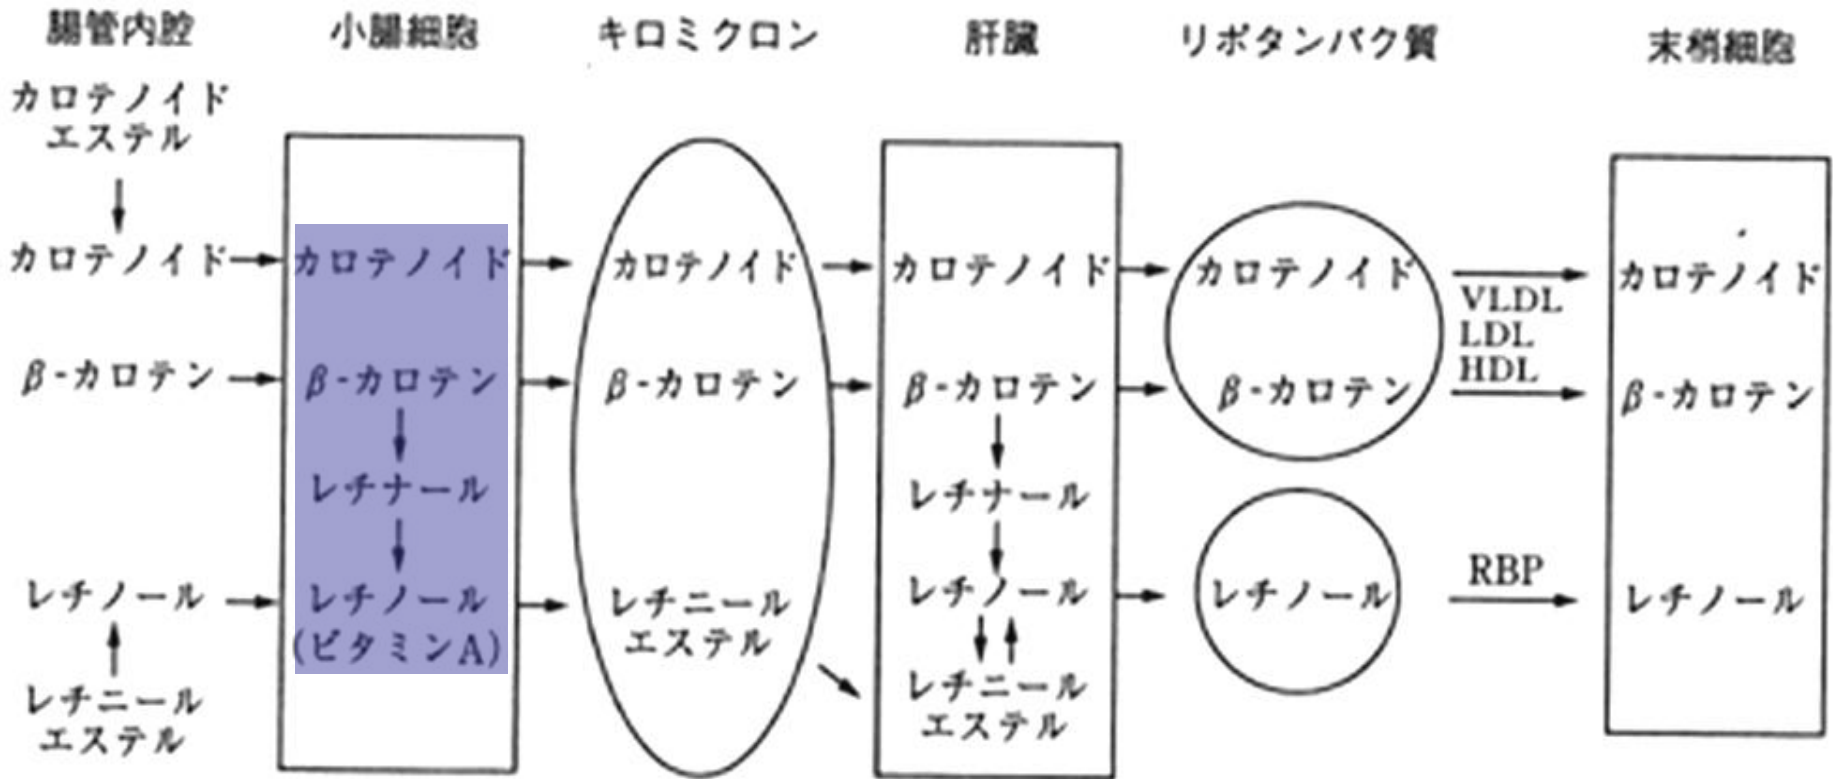 腸管内腔
小腸細胞
キロミクロン
肝臓
リポタンパク質
末梢細胞
カロテノイド
エステル
カロテノイド
カロテノイド
カロテノイド
カロテノイド
カロテノイド
カロテノイド
VLDL
LDL
HDL
β-カロテン
β-カロテン
β-カロテン
β-カロテン
β-カロテン
β-カロテン
レチナール
レチナール
レチノール
レチノール
(ビタミンA)
レチニール
エステル
レチノール
レチノール
RBP
レチノール
レチニール
エステル
レチニール
エステル